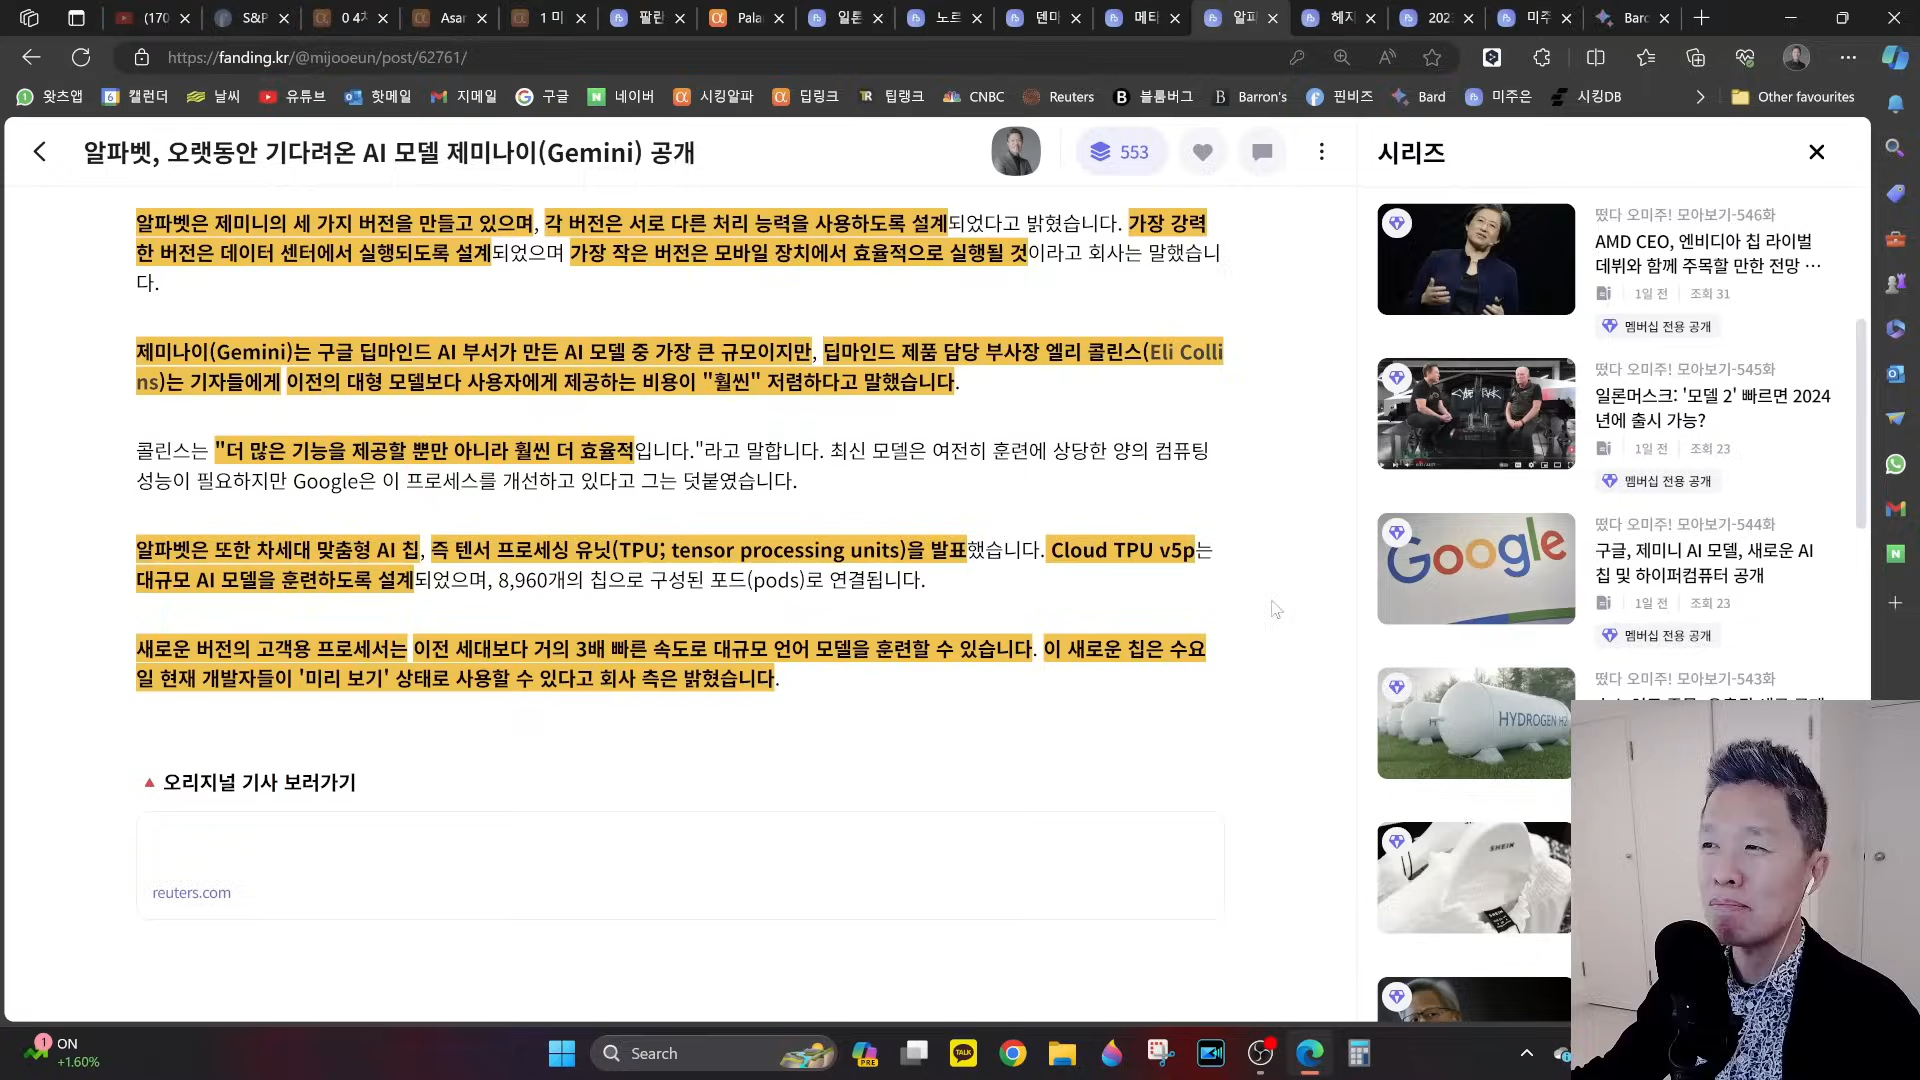 (170
S&P
0 4차
Asar
1 미
팔란
Palar
일론
노르
덴마
메타
알파
헤지
202
미주
Barc
https://fanding.kr/@mijooeun/post/62761/
왓츠앱
캘린더
날씨
유튜브
핫메일
지메일
구글
네이버
시킹알파
딥링크
팁랭크
CNBC
Reuters
블룸버그
Barron's
핀비즈
Bard
미주은
시킹DB
Other favourites
알파벳, 오랫동안 기다려온 AI 모델 제미나이(Gemini) 공개
553
알파벳은 제미니의 세 가지 버전을 만들고 있으며, 각 버전은 서로 다른 처리 능력을 사용하도록 설계되었다고 밝혔습니다. 가장 강력
한 버전은 데이터 센터에서 실행되도록 설계되었으며 가장 작은 버전은 모바일 장치에서 효율적으로 실행될 것이라고 회사는 말했습니
다.
제미나이(Gemini)는 구글 딥마인드 AI 부서가 만든 AI 모델 중 가장 큰 규모이지만, 딥마인드 제품 담당 부사장 엘리 콜린스(Eli Colli
ns)는 기자들에게 이전의 대형 모델보다 사용자에게 제공하는 비용이 "훨씬" 저렴하다고 말했습니다.
콜린스는 "더 많은 기능을 제공할 뿐만 아니라 훨씬 더 효율적입니다."라고 말합니다. 최신 모델은 여전히 훈련에 상당한 양의 컴퓨팅
성능이 필요하지만 Google은 이 프로세스를 개선하고 있다고 그는 덧붙였습니다.
알파벳은 또한 차세대 맞춤형 AI 칩, 즉 텐서 프로세싱 유닛(TPU; tensor processing units)을 발표했습니다. Cloud TPU v5p는
대규모 AI 모델을 훈련하도록 설계되었으며, 8,960개의 칩으로 구성된 포드(pods)로 연결됩니다.
새로운 버전의 고객용 프로세서는 이전 세대보다 거의 3배 빠른 속도로 대규모 언어 모델을 훈련할 수 있습니다. 이 새로운 칩은 수요
일 현재 개발자들이 '미리 보기' 상태로 사용할 수 있다고 회사 측은 밝혔습니다.
🔺 오리지널 기사 보러가기
reuters.com
시리즈
떴다 오미주! 모아보기-546화
AMD CEO, 엔비디아 칩 라이벌
데뷔와 함께 주목할 만한 전망 …
1일 전
조회 31
멤버십 전용 공개
떴다 오미주! 모아보기-545화
일론머스크: '모델 2' 빠르면 2024
년에 출시 가능?
1일 전
조회 23
멤버십 전용 공개
Google
떴다 오미주! 모아보기-544화
구글, 제미니 AI 모델, 새로운 AI
칩 및 하이퍼컴퓨터 공개
1일 전
조회 23
멤버십 전용 공개
HYDROGEN H2
떴다 오미주! 모아보기-543화
SHEIN
SHEIN
1
ON
+1.60%
Search
PRE
TALK